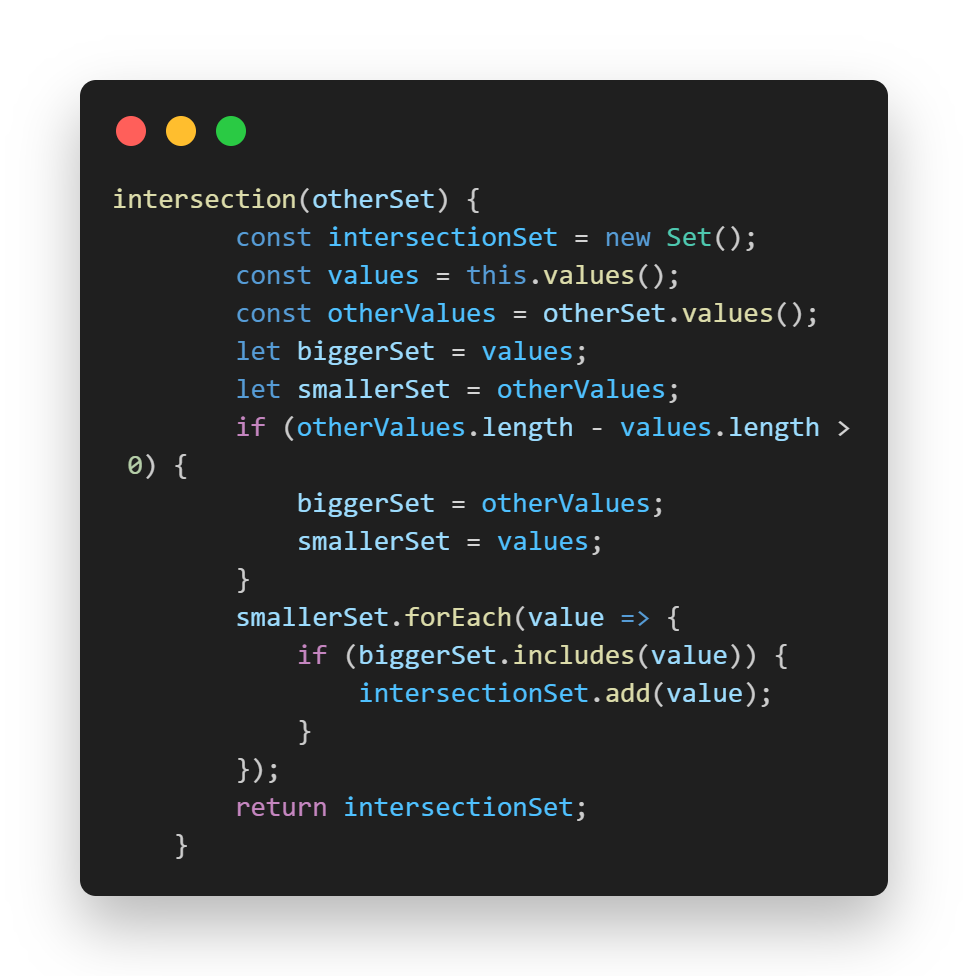 intersection(otherSet) {
        const intersectionSet = new Set();
        const values = this.values();
        const otherValues = otherSet.values();
        let biggerSet = values;
        let smallerSet = otherValues;
        if (otherValues.length - values.length >
 0) {
            biggerSet = otherValues;
            smallerSet = values;
        }
        smallerSet.forEach(value => {
            if (biggerSet.includes(value)) {
                intersectionSet.add(value);
            }
        });
        return intersectionSet;
    }